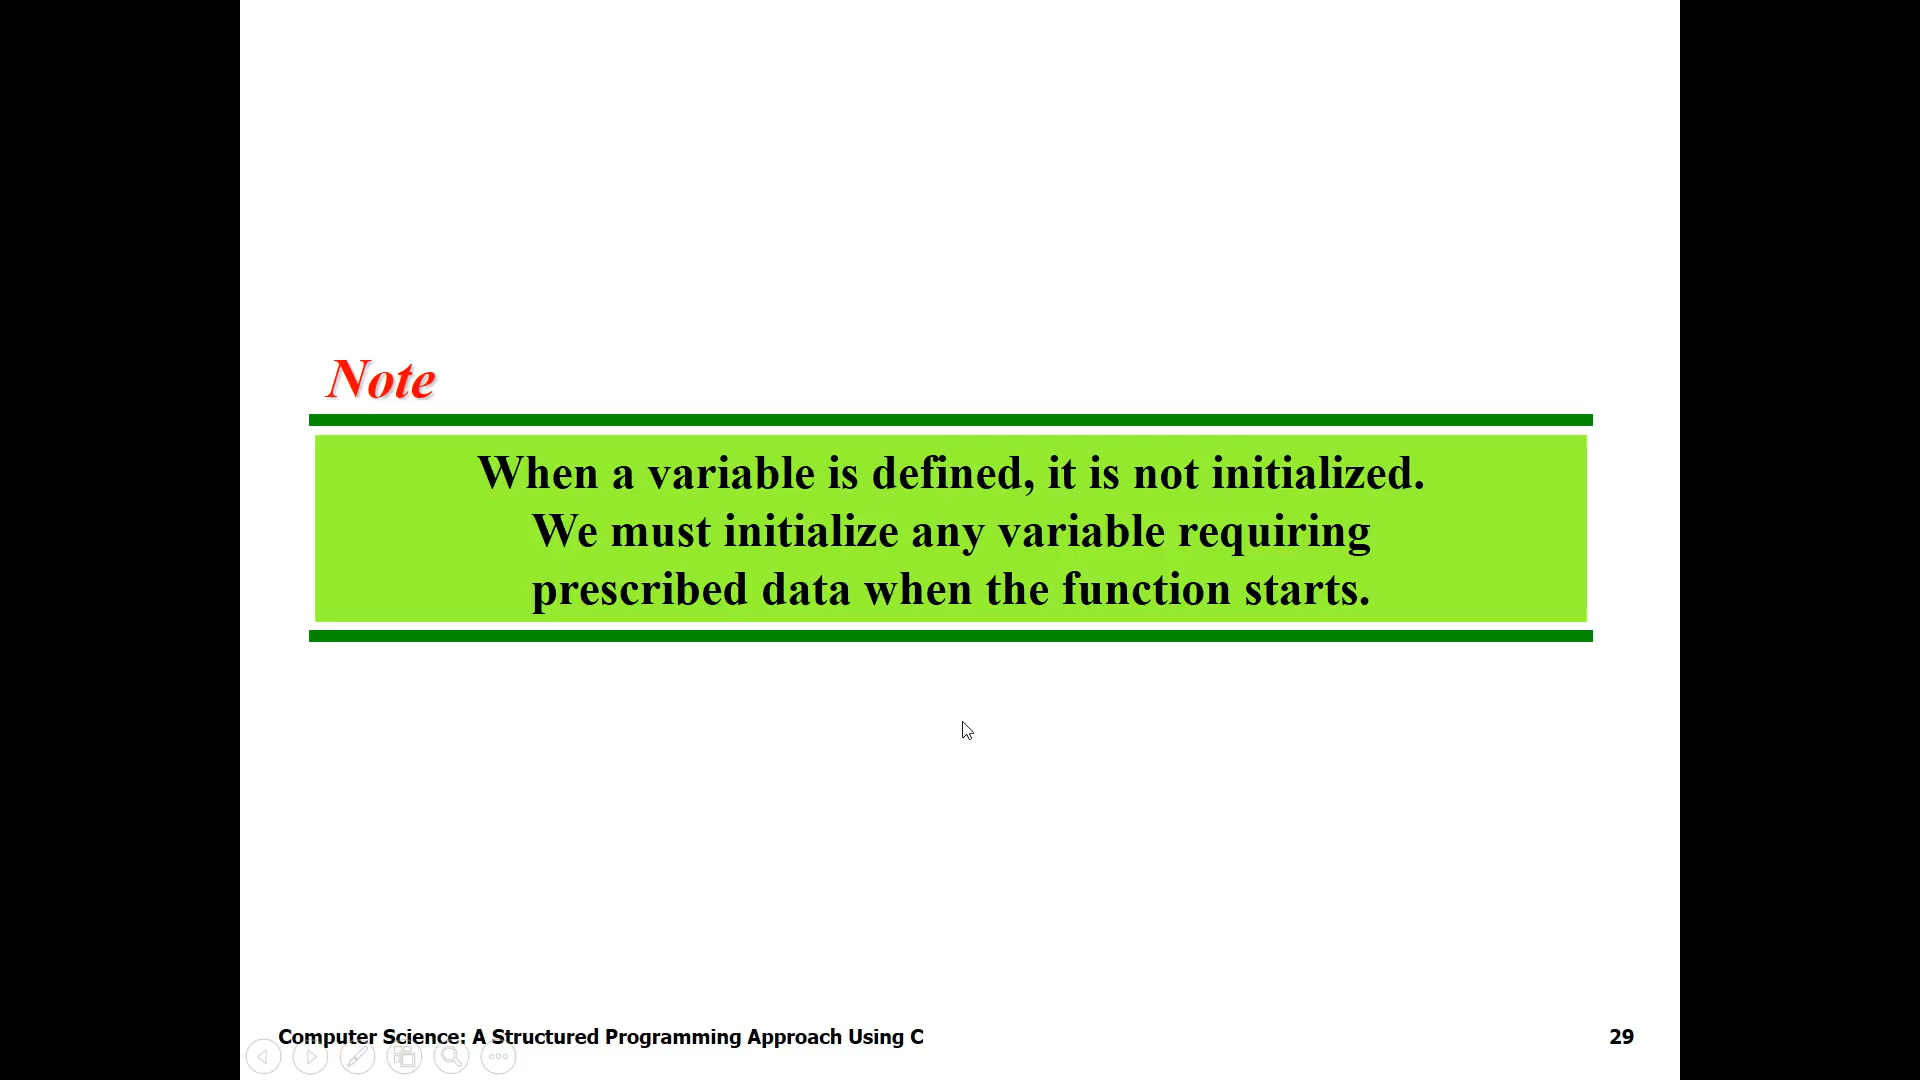 Note
When a variable is defined, it is not initialized.
We must initialize any variable requiring
prescribed data when the function starts.
Computer Science: A Structured Programming Approach Using C
29